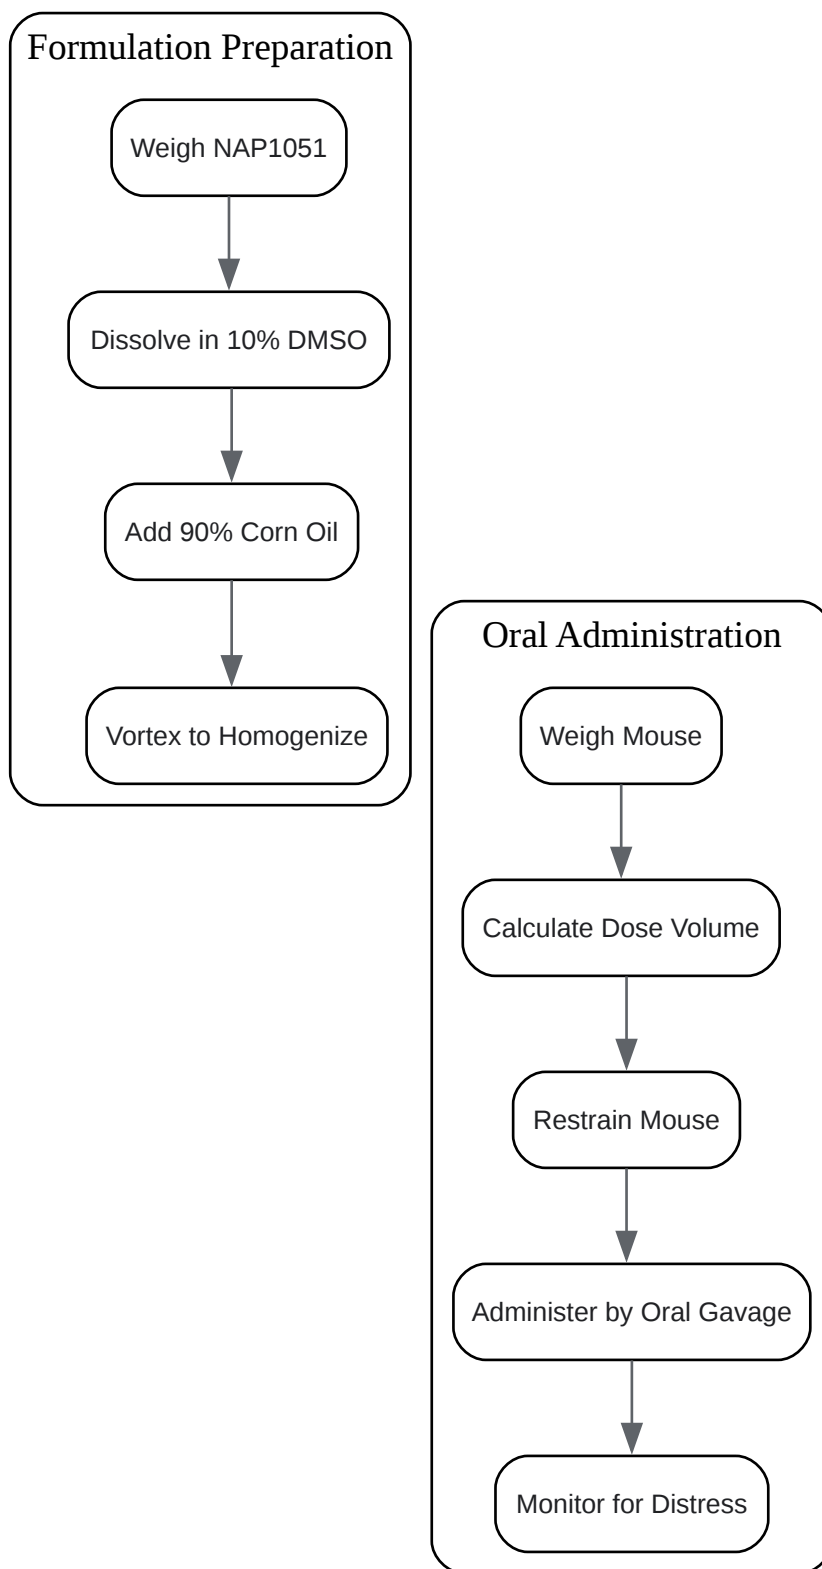 Formulation Preparation
Weigh NAP1051
Dissolve in 10% DMSO
Add 90% Corn Oil
Vortex to Homogenize
Oral Administration
Weigh Mouse
Calculate Dose Volume
Restrain Mouse
Administer by Oral Gavage
Monitor for Distress